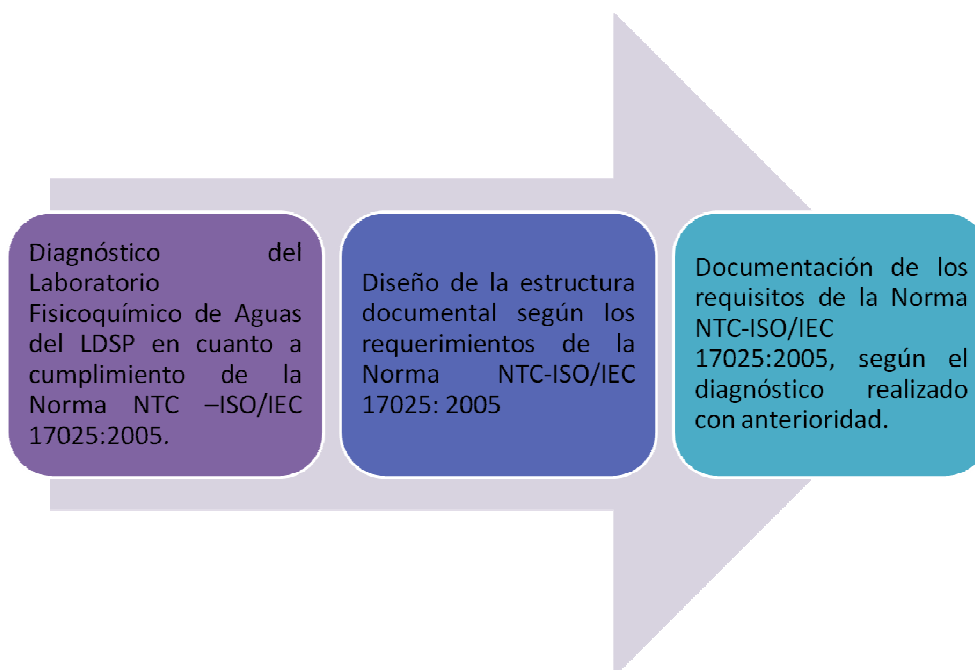 Diagnóstico del
Laboratorio
Fisicoquímico de Aguas
del LDSP en cuanto a
cumplimiento de la
Norma NTC –ISO/IEC
17025:2005.
Diseño de la estructura
documental según los
requerimientos de la
Norma NTC-ISO/IEC
17025: 2005
Documentación de los
requisitos de la Norma
NTC-ISO/IEC
17025:2005, según el
diagnóstico realizado
con anterioridad.